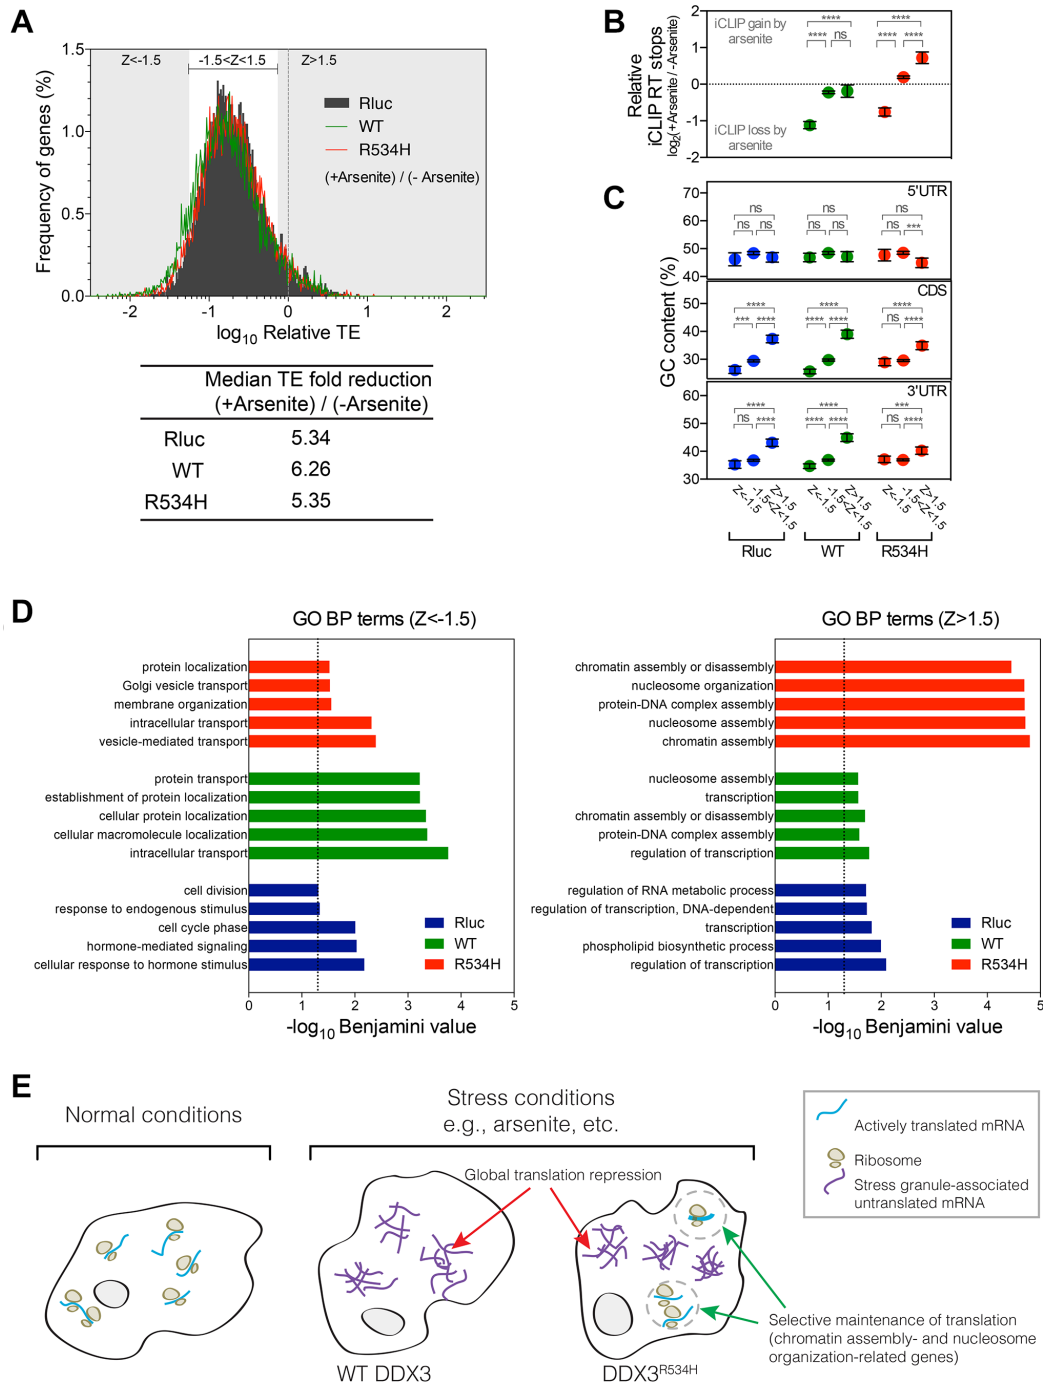 A
1.5
1.0
0.5
0.0
Frequency of genes (%)
Z<-1.5
-1.5<Z<1.5
Z>1.5
Rluc
WT
R534H
(+Arsenite) / (- Arsenite)
-2
-1
0
1
2
log10 Relative TE
Median TE fold reduction
(+Arsenite) / (-Arsenite)
Rluc 5.34
WT 6.26
R534H 5.35
B
Relative
iCLIP RT stops
log2(+Arsenite / -Arsenite)
2
1
0
-1
-2
iCLIP gain by
arsenite
iCLIP loss by
arsenite
****
**** ns
****
**** ****
C
GC content (%)
70
60
50
40
5'UTR
ns
ns ns
ns
ns ns
ns
ns ***
50
40
30
CDS
****
*** ****
****
**** ****
****
ns ****
60
50
40
30
3'UTR
****
ns ****
****
**** ****
***
ns ****
Z<-1.5
-1.5<Z<1.5
Z>1.5
Z<-1.5
-1.5<Z<1.5
Z>1.5
Z<-1.5
-1.5<Z<1.5
Z>1.5
Rluc
WT
R534H
D
GO BP terms (Z<-1.5)
protein localization
Golgi vesicle transport
membrane organization
intracellular transport
vesicle-mediated transport
protein transport
establishment of protein localization
cellular protein localization
cellular macromolecule localization
intracellular transport
cell division
response to endogenous stimulus
cell cycle phase
hormone-mediated signaling
cellular response to hormone stimulus
Rluc
WT
R534H
0 1 2 3 4 5
-log10 Benjamini value
GO BP terms (Z>1.5)
chromatin assembly or disassembly
nucleosome organization
protein-DNA complex assembly
nucleosome assembly
chromatin assembly
nucleosome assembly
transcription
chromatin assembly or disassembly
protein-DNA complex assembly
regulation of transcription
regulation of RNA metabolic process
regulation of transcription, DNA-dependent
transcription
phospholipid biosynthetic process
regulation of transcription
Rluc
WT
R534H
0 1 2 3 4 5
-log10 Benjamini value
E
Normal conditions
Stress conditions
e.g., arsenite, etc.
Global translation repression
WT DDX3
DDX3R534H
Actively translated mRNA
Ribosome
Stress granule-associated
untranslated mRNA
Selective maintenance of translation
(chromatin assembly- and nucleosome
organization-related genes)